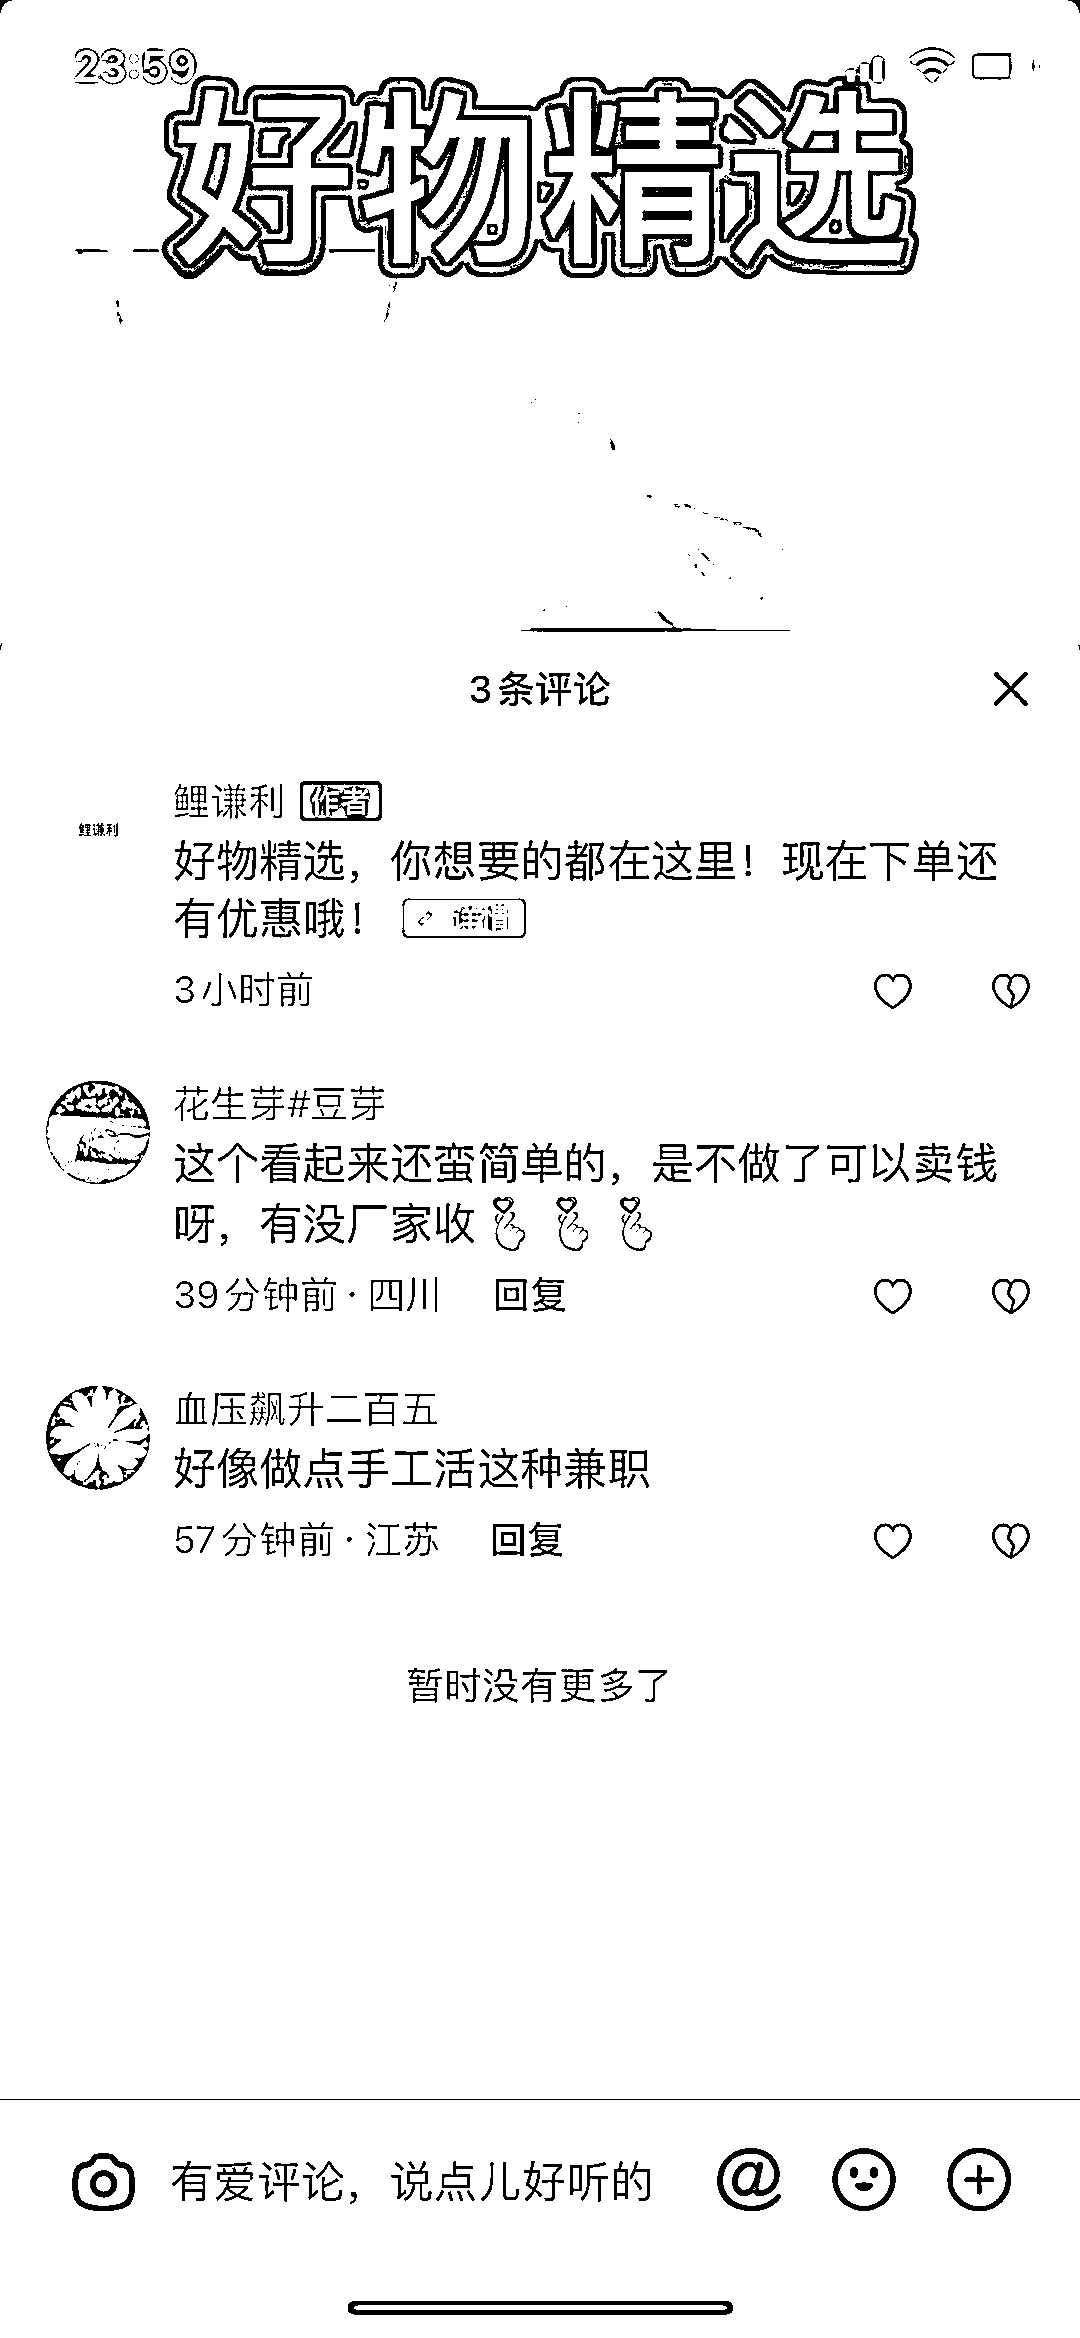 23:59
好物精选
3条评论
鲤谦利 作者
鲤谦利
好物精选，你想要的都在这里！现在下单还
有优惠哦！
3小时前
花生芽#豆芽
这个看起来还蛮简单的，是不做了可以卖钱
呀，有没厂家收
39分钟前·四川 回复
血压飙升二百五
好像做点手工活这种兼职
57分钟前·江苏 回复
暂时没有更多了
有爱评论，说点儿好听的